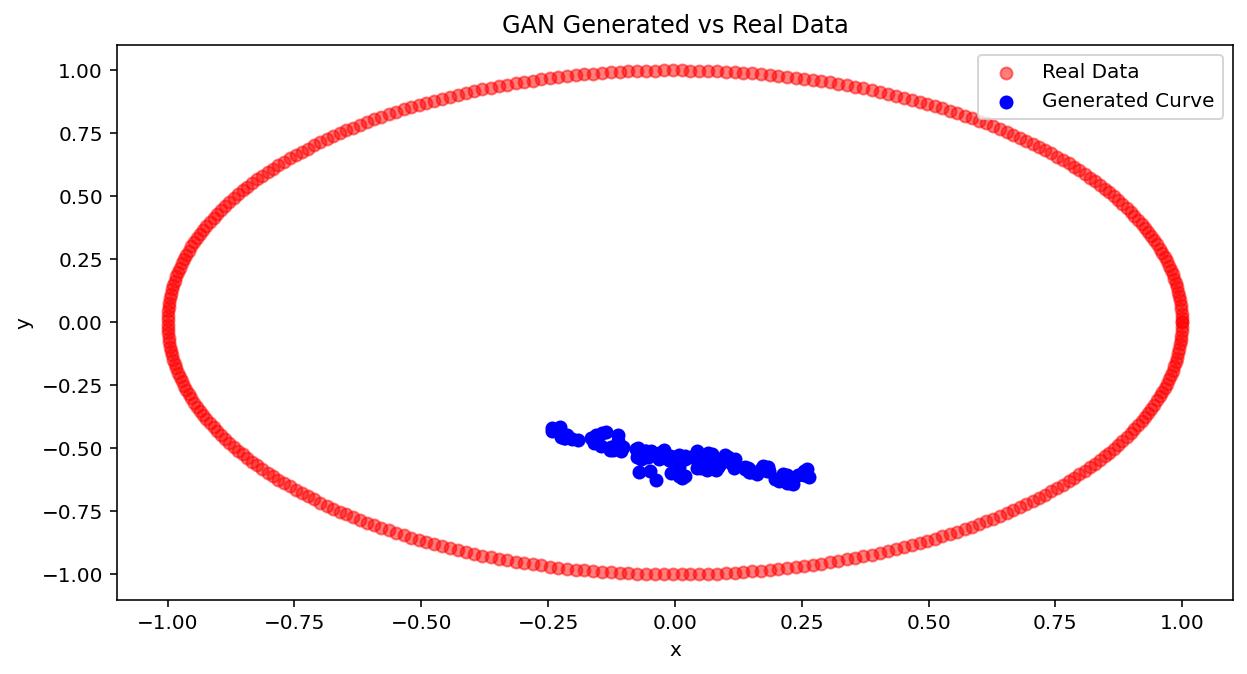 GAN Generated vs Real Data
Real Data
Generated Curve
1.00
0.75
0.50
0.25
0.00
−0.25
−0.50
−0.75
−1.00
y
−1.00 −0.75 −0.50 −0.25 0.00 0.25 0.50 0.75 1.00
x